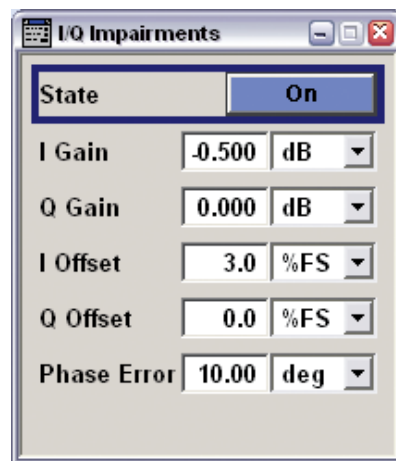 I/Q Impairments
State On
I Gain -0.500 dB
Q Gain 0.000 dB
I Offset 3.0 %FS
Q Offset 0.0 %FS
Phase Error 10.00 deg